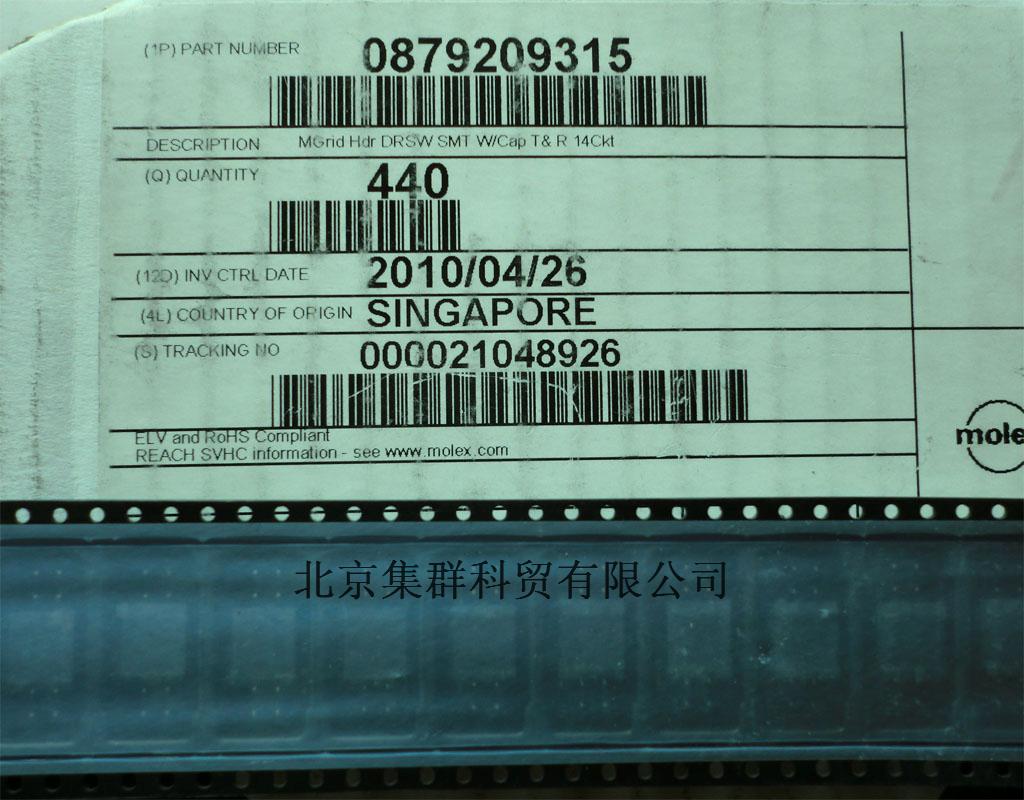 (1P) PART NUMBER 0879209315
DESCRIPTION MGrid Hdr DRSW SMT W/Cap T& R 14Ckt
(Q) QUANTITY 440
(12D) INV CTRL DATE 2010/04/26
(4L) COUNTRY OF ORIGIN SINGAPORE
(S) TRACKING NO 000021048926
ELV and RoHS Compliant
REACH SVHC information - see www.molex.com
mole
北京集群科贸有限公司